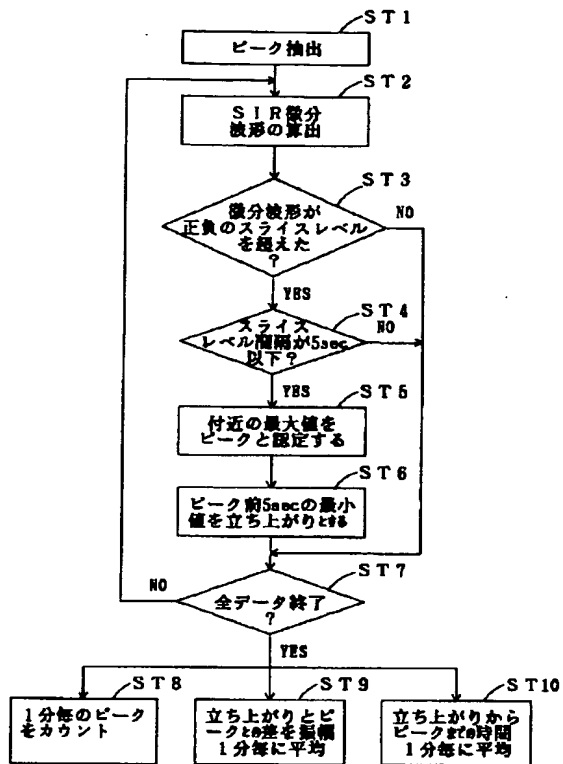 ST1
ピーク抽出
ST2
SIR微分
波形の算出
ST3
微分波形が
正負のスライスレベル
を超えた
?
NO
YES
ST4
スライス
レベル間隔が5sec
以下?
NO
YES
ST5
付近の最大値を
ピークと認定する
ST6
ピーク前5secの最小
値を立ち上がりとする
ST7
全データ終了
?
NO
YES
ST8
1分毎のピーク
をカウント
ST9
立ち上がりとピ
ークとの差を振幅
1分毎に平均
ST10
立ち上がりから
ピークまでの時間
1分毎に平均